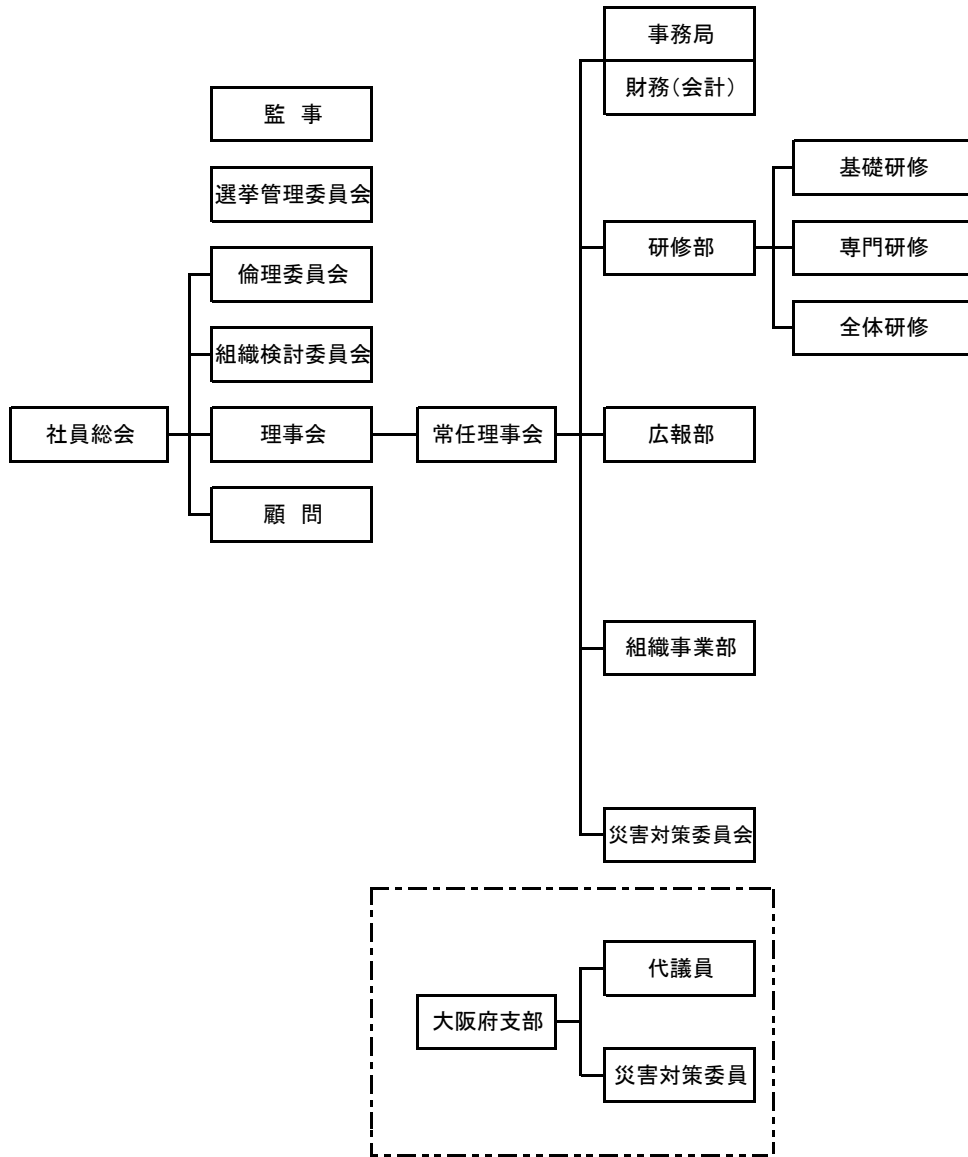 事務局
財務(会計)
監 事
基礎研修
選挙管理委員会
研修部
専門研修
倫理委員会
全体研修
組織検討委員会
社員総会
理事会
常任理事会
広報部
顧 問
組織事業部
災害対策委員会
代議員
大阪府支部
災害対策委員